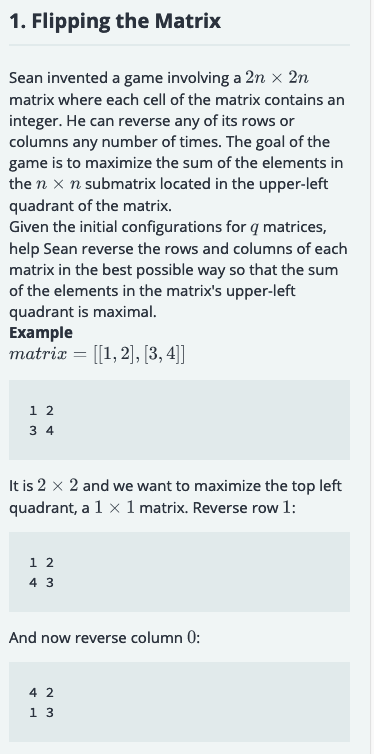 1. Flipping the Matrix
Sean invented a game involving a 2n × 2n
matrix where each cell of the matrix contains an
integer. He can reverse any of its rows or
columns any number of times. The goal of the
game is to maximize the sum of the elements in
the n × n submatrix located in the upper-left
quadrant of the matrix.
Given the initial configurations for q matrices,
help Sean reverse the rows and columns of each
matrix in the best possible way so that the sum
of the elements in the matrix's upper-left
quadrant is maximal.
Example
matrix = [[1, 2], [3, 4]]
1 2
3 4
It is 2 × 2 and we want to maximize the top left
quadrant, a 1 × 1 matrix. Reverse row 1:
1 2
4 3
And now reverse column 0:
4 2
1 3